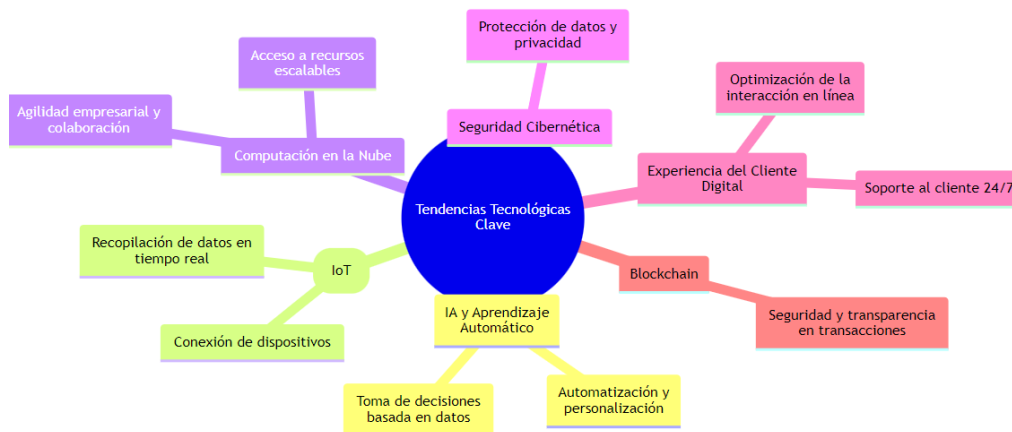 Protección de datos y
privacidad
Acceso a recursos
escalables
Optimización de la
interacción en línea
Agilidad empresarial y
colaboración
Seguridad Cibernética
Computación en la Nube
Experiencia del Cliente
Digital
Soporte al cliente 24/7
Tendencias Tecnológicas
Clave
Recopilación de datos en
tiempo real
IoT
Blockchain
IA y Aprendizaje
Automático
Seguridad y transparencia
en transacciones
Conexión de dispositivos
Toma de decisiones
basada en datos
Automatización y
personalización